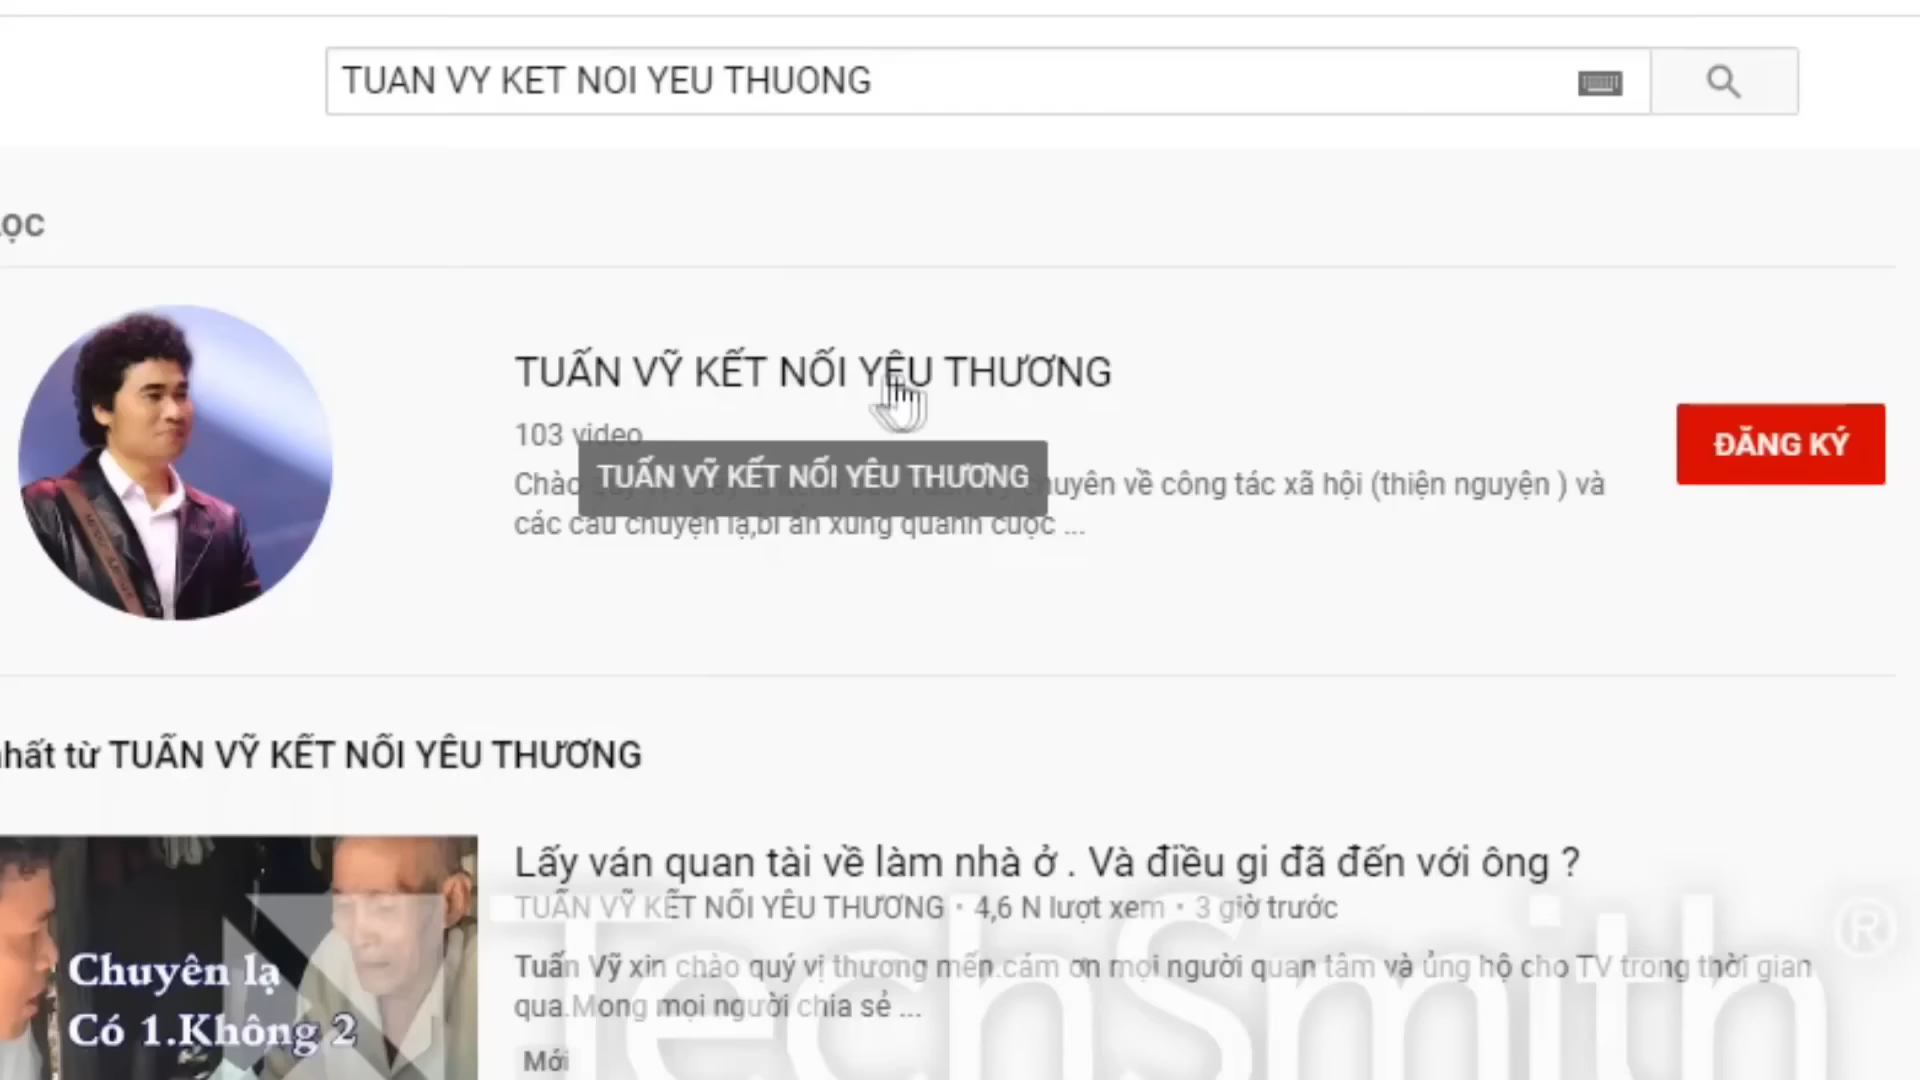 TUAN VY KET NOI YEU THUONG
ọc
TUẤN VỸ KẾT NỐI YÊU THƯƠNG
103 video
ĐĂNG KÝ
TUẤN VỸ KẾT NỐI YÊU THƯƠNG
Chào chuyên về công tác xã hội (thiện nguyện ) và
các câu chuyện lạ,bí ẩn xung quanh cuộc ...
nhất từ TUẤN VỸ KẾT NỐI YÊU THƯƠNG
Lấy ván quan tài về làm nhà ở . Và điều gi đã đến với ông ?
TUẤN VỸ KẾT NỐI YÊU THƯƠNG • 4,6 N lượt xem • 3 giờ trước
Tuấn Vỹ xin chào quý vị thương mến.cám ơn mọi người quan tâm và ủng hộ cho TV trong thời gian
qua.Mong mọi người chia sẻ ...
Mới
Chuyện lạ
Có 1.Không 2
TechSmith®